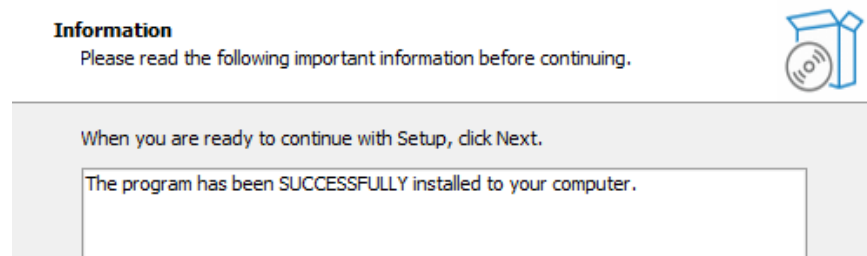 Information
Please read the following important information before continuing.
When you are ready to continue with Setup, click Next.
The program has been SUCCESSFULLY installed to your computer.